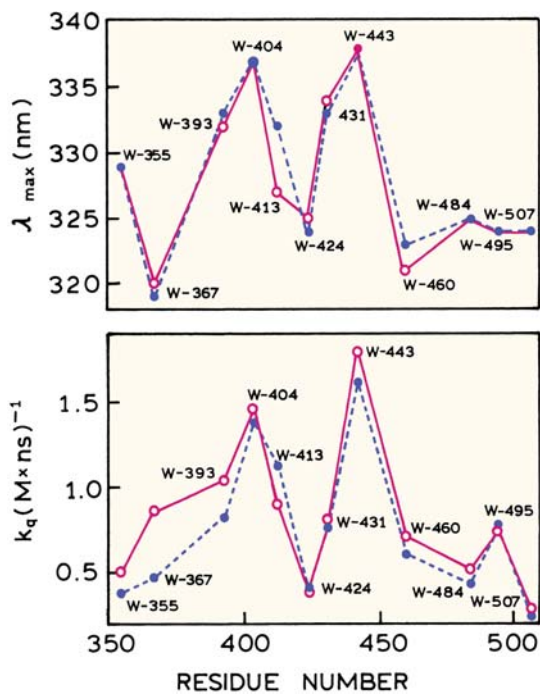 340
335
330
325
320
λ max (nm)
W-404
W-443
W-393
W-355
431
W-413
W-484
W-507
W-424
W-495
W-367
W-460
1.5
1.0
0.5
kq (M×ns)⁻¹
W-443
W-404
W-413
W-393
W-495
W-431
W-460
W-367
W-424
W-484
W-507
W-355
350
400
450
500
RESIDUE NUMBER